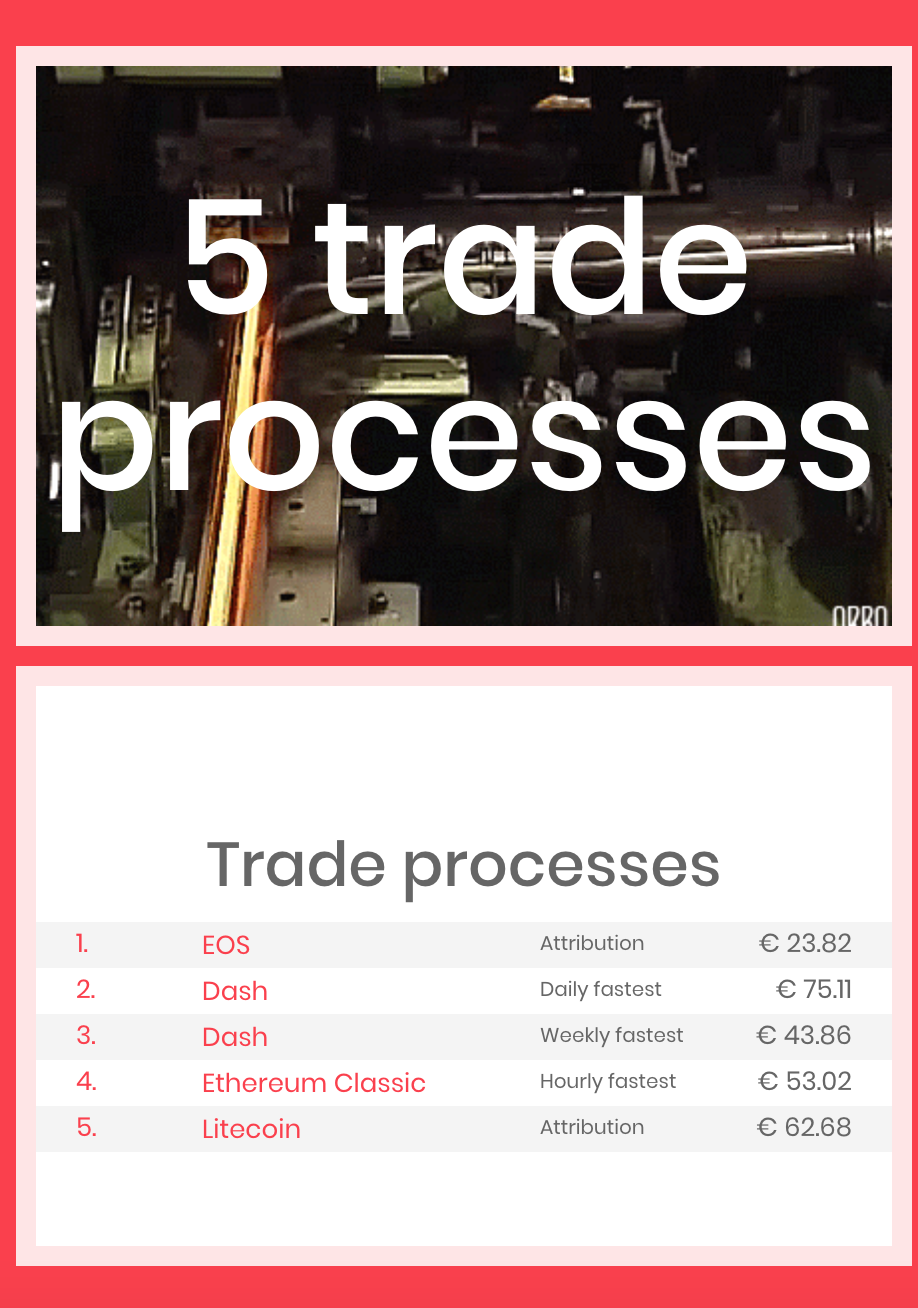 5 trade
processes
Trade processes
1. EOS Attribution € 23.82
2. Dash Daily fastest € 75.11
3. Dash Weekly fastest € 43.86
4. Ethereum Classic Hourly fastest € 53.02
5. Litecoin Attribution € 62.68